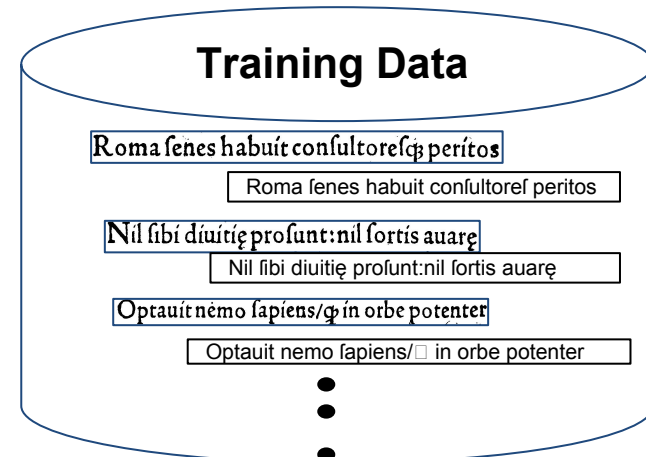 Training Data
Roma ſenes habuit conſultoreſqꝫ peritos
Roma ſenes habuit conſultoreſ peritos
Nil ſibi diuitię proſunt:nil ſortis auarę
Nil ſibi diuitię proſunt:nil ſortis auarę
Optauit nemo ſapiens/ꝙ in orbe potenter
Optauit nemo ſapiens/□ in orbe potenter